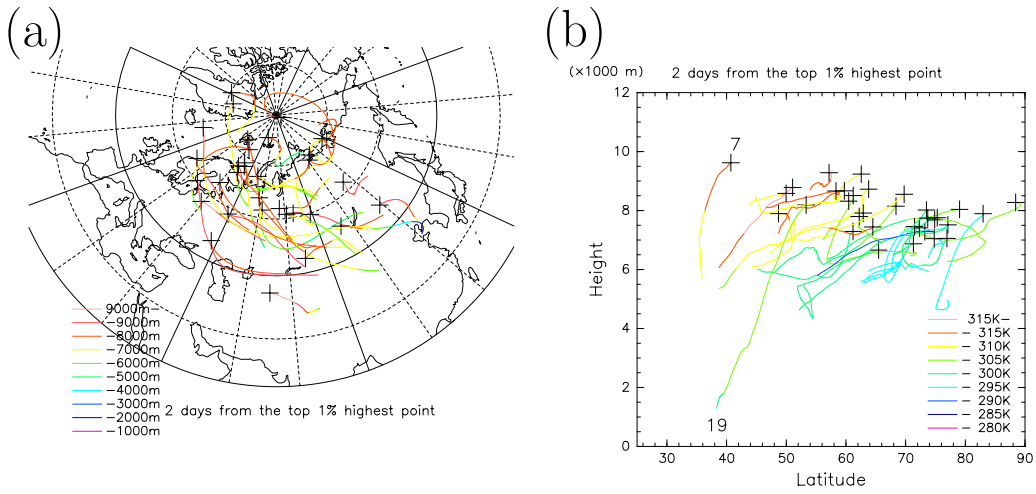 (a)
9000m−
−9000m
−8000m
−7000m
−6000m
−5000m
−4000m
−3000m
−2000m
−1000m
2 days from the top 1% highest point
(b)
(×1000 m)
2 days from the top 1% highest point
12
10
8
6
4
2
0
Height
7
19
315K−
− 315K
− 310K
− 305K
− 300K
− 295K
− 290K
− 285K
− 280K
30 40 50 60 70 80 90
Latitude